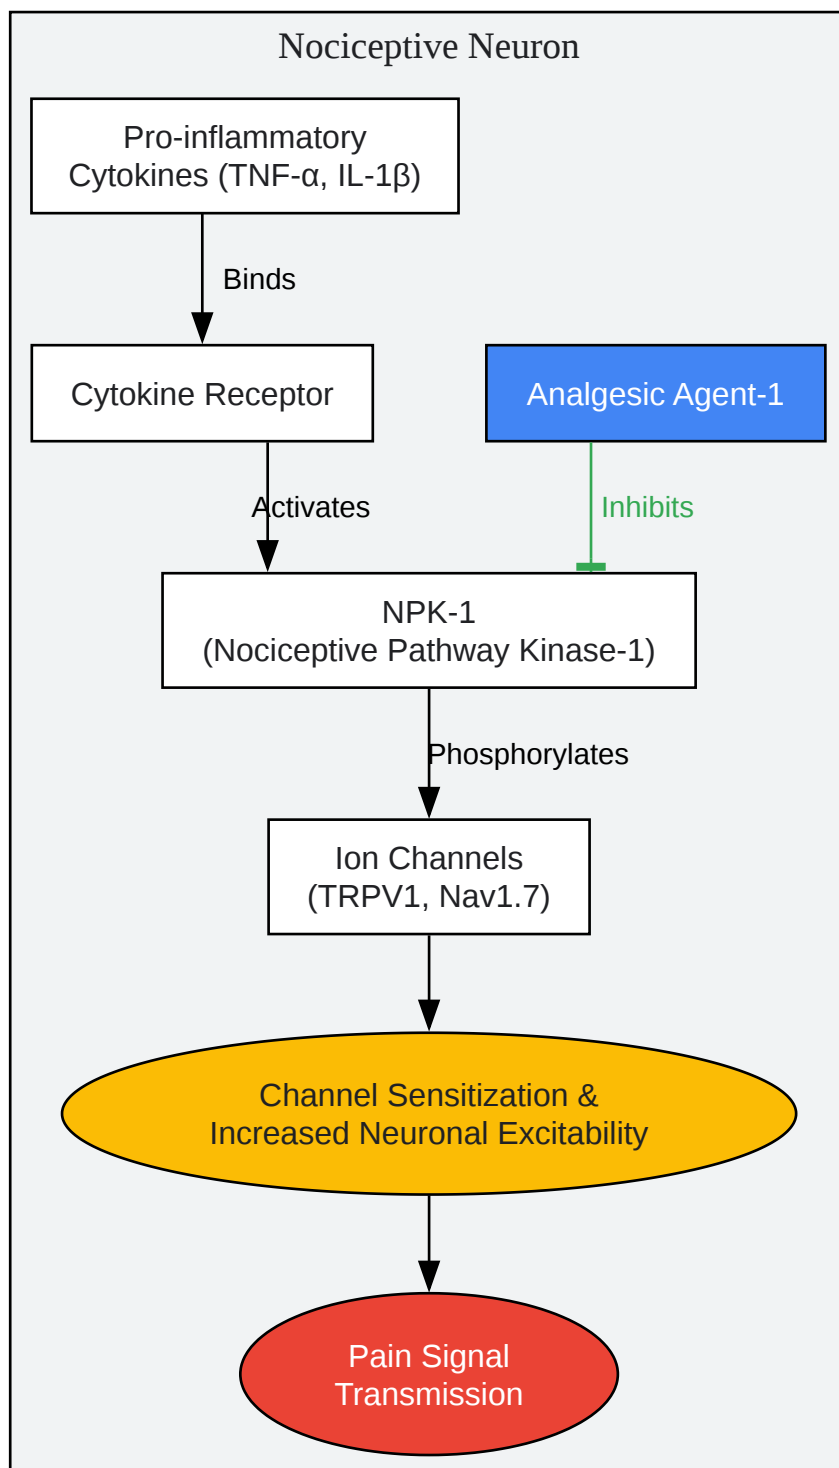 Nociceptive Neuron
Pro-inflammatory
Cytokines (TNF-α, IL-1β)
Binds
Cytokine Receptor
Analgesic Agent-1
Activates
Inhibits
NPK-1
(Nociceptive Pathway Kinase-1)
Phosphorylates
Ion Channels
(TRPV1, Nav1.7)
Channel Sensitization &
Increased Neuronal Excitability
Pain Signal
Transmission